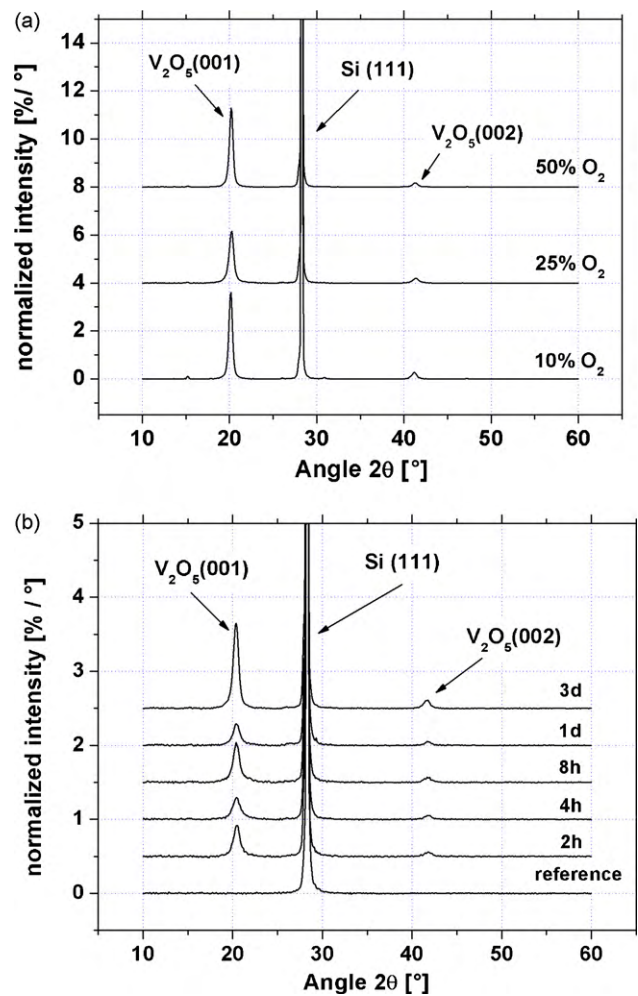 (a)
14
12
10
8
6
4
2
0
normalized intensity [%/ °]
V₂O₅(001)
Si (111)
V₂O₅(002)
50% O₂
25% O₂
10% O₂
10 20 30 40 50 60
Angle 2θ [°]
(b)
5
4
3
2
1
0
normalized intensity [% / °]
V₂O₅(001)
Si (111)
V₂O₅(002)
3d
1d
8h
4h
2h
reference
10 20 30 40 50 60
Angle 2θ [°]